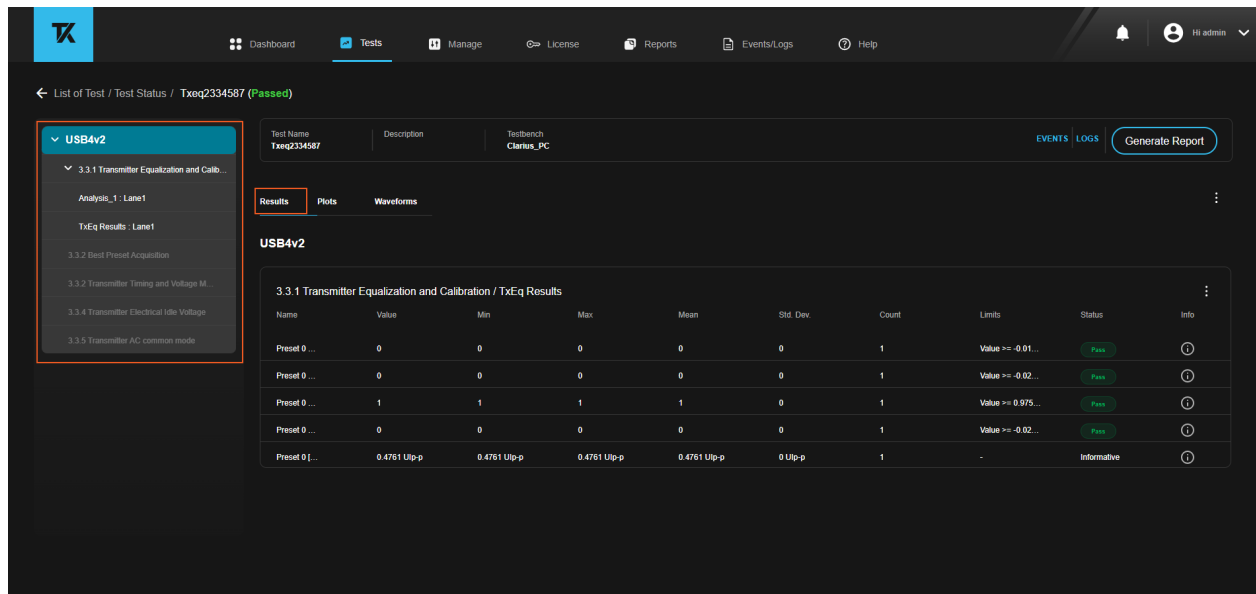 TK
Dashboard Tests Manage License Reports Events/Logs Help Hi admin
List of Test / Test Status / Txeq2334587 (Passed)
USB4v2
3.3.1 Transmitter Equalization and Calib...
Analysis_1 : Lane1
TxEq Results : Lane1
3.3.2 Best Preset Acquisition
3.3.2 Transmitter Timing and Voltage M...
3.3.4 Transmitter Electrical Idle Voltage
3.3.5 Transmitter AC common mode
Test Name Description Testbench
Txeq2334587 Clarius_PC
EVENTS LOGS Generate Report
Results Plots Waveforms
USB4v2
3.3.1 Transmitter Equalization and Calibration / TxEq Results
Name Value Min Max Mean Std. Dev. Count Limits Status Info
Preset 0 ... 0 0 0 0 0 1 Value >= -0.01... Pass
Preset 0 ... 0 0 0 0 0 1 Value >= -0.02... Pass
Preset 0 ... 1 1 1 1 0 1 Value >= 0.975... Pass
Preset 0 ... 0 0 0 0 0 1 Value >= -0.02... Pass
Preset 0 [... 0.4761 UIp-p 0.4761 UIp-p 0.4761 UIp-p 0.4761 UIp-p 0 UIp-p 1 - Informative